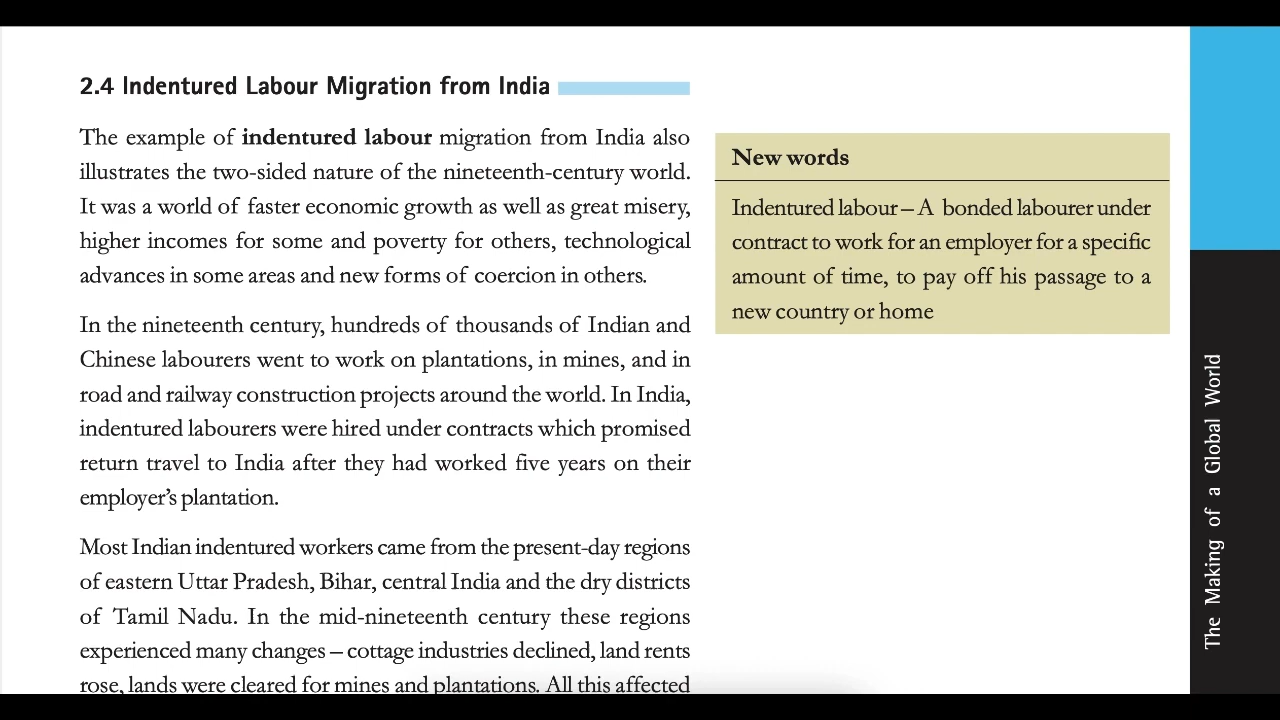 2.4 Indentured Labour Migration from India
The example of indentured labour migration from India also
illustrates the two-sided nature of the nineteenth-century world.
It was a world of faster economic growth as well as great misery,
higher incomes for some and poverty for others, technological
advances in some areas and new forms of coercion in others.
In the nineteenth century, hundreds of thousands of Indian and
Chinese labourers went to work on plantations, in mines, and in
road and railway construction projects around the world. In India,
indentured labourers were hired under contracts which promised
return travel to India after they had worked five years on their
employer's plantation.
Most Indian indentured workers came from the present-day regions
of eastern Uttar Pradesh, Bihar, central India and the dry districts
of Tamil Nadu. In the mid-nineteenth century these regions
experienced many changes – cottage industries declined, land rents
rose, lands were cleared for mines and plantations. All this affected
New words
Indentured labour – A bonded labourer under
contract to work for an employer for a specific
amount of time, to pay off his passage to a
new country or home
The Making of a Global World